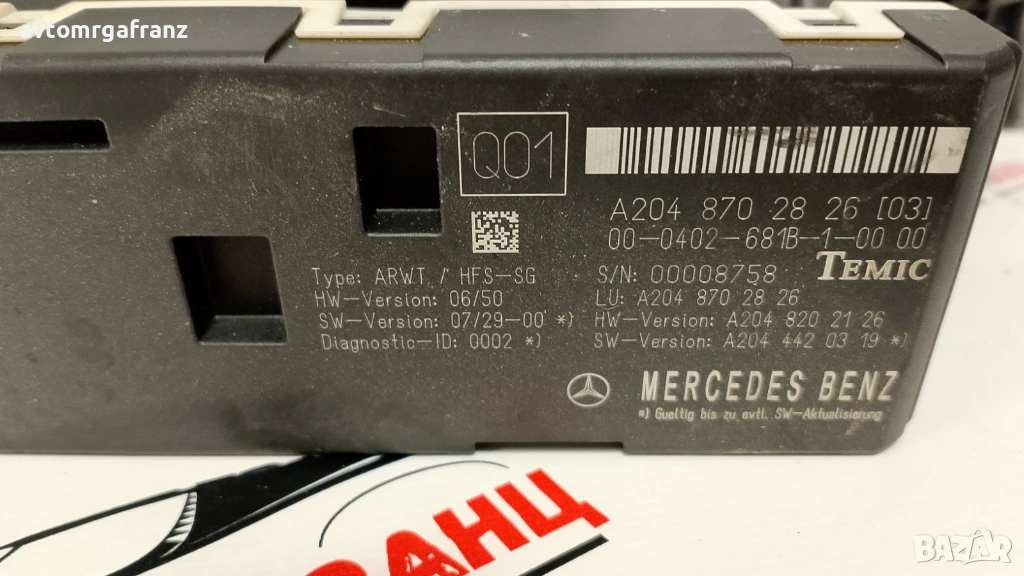 avtomrgafranz
Q01
A204 870 28 26 [03]
00-0402-681B-1-00 00
TEMIC
S/N: 00008758
LU: A204 870 28 26
HW-Version: A204 820 21 26
SW-Version: A204 442 03 19 *)
Type: ARW.T / HFS-SG
HW-Version: 06/50
SW-Version: 07/29-00 *)
Diagnostic-ID: 0002 *)
MERCEDES BENZ
*) Gueltig bis zu evtl. SW-Aktualisierung
РАНЦ
BAZAR